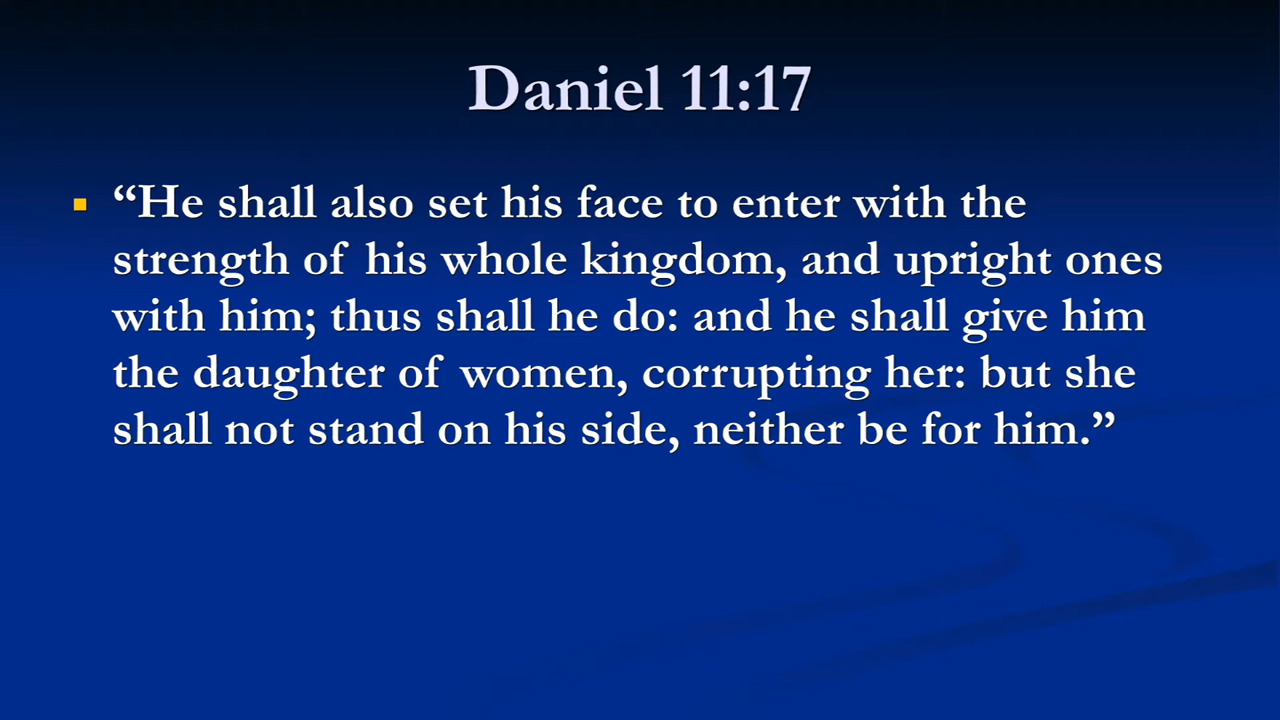 Daniel 11:17
“He shall also set his face to enter with the
strength of his whole kingdom, and upright ones
with him; thus shall he do: and he shall give him
the daughter of women, corrupting her: but she
shall not stand on his side, neither be for him.”